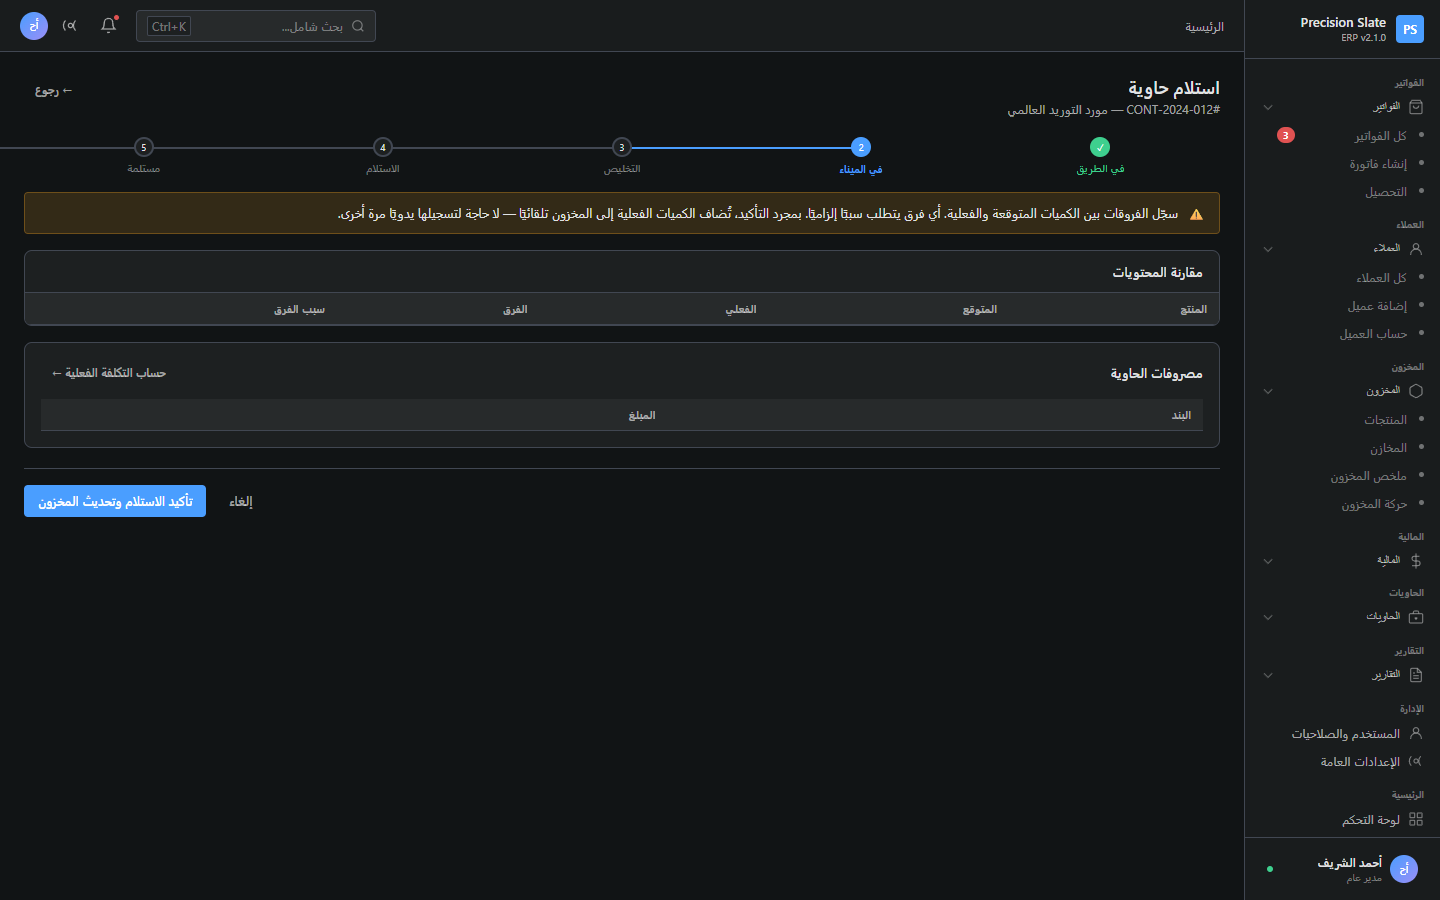 Precision Slate
PS
ERP v2.1.0
الفواتير
الفواتير
كل الفواتير
3
إنشاء فاتورة
التحصيل
العملاء
العملاء
كل العملاء
إضافة عميل
حساب العميل
المخزون
المخزون
المنتجات
المخازن
ملخص المخزون
حركة المخزون
المالية
المالية
الحاويات
الحاويات
التقارير
التقارير
الإدارة
المستخدم والصلاحيات
الإعدادات العامة
الرئيسية
لوحة التحكم
أح
أحمد الشريف
مدير عام
الرئيسية
بحث شامل...
Ctrl+K
أح
استلام حاوية
#CONT-2024-012 — مورد التوريد العالمي
← رجوع
✓
2
3
4
5
في الطريق
في الميناء
التخليص
الاستلام
مستلمة
سجّل الفروقات بين الكميات المتوقعة والفعلية. أي فرق يتطلب سببًا إلزاميًا. بمجرد التأكيد، تُضاف الكميات الفعلية إلى المخزون تلقائيًا — لا حاجة لتسجيلها يدويًا مرة أخرى.
مقارنة المحتويات
المنتج
المتوقع
الفعلي
الفرق
سبب الفرق
مصروفات الحاوية
حساب التكلفة الفعلية ←
البند
المبلغ
إلغاء
تأكيد الاستلام وتحديث المخزون